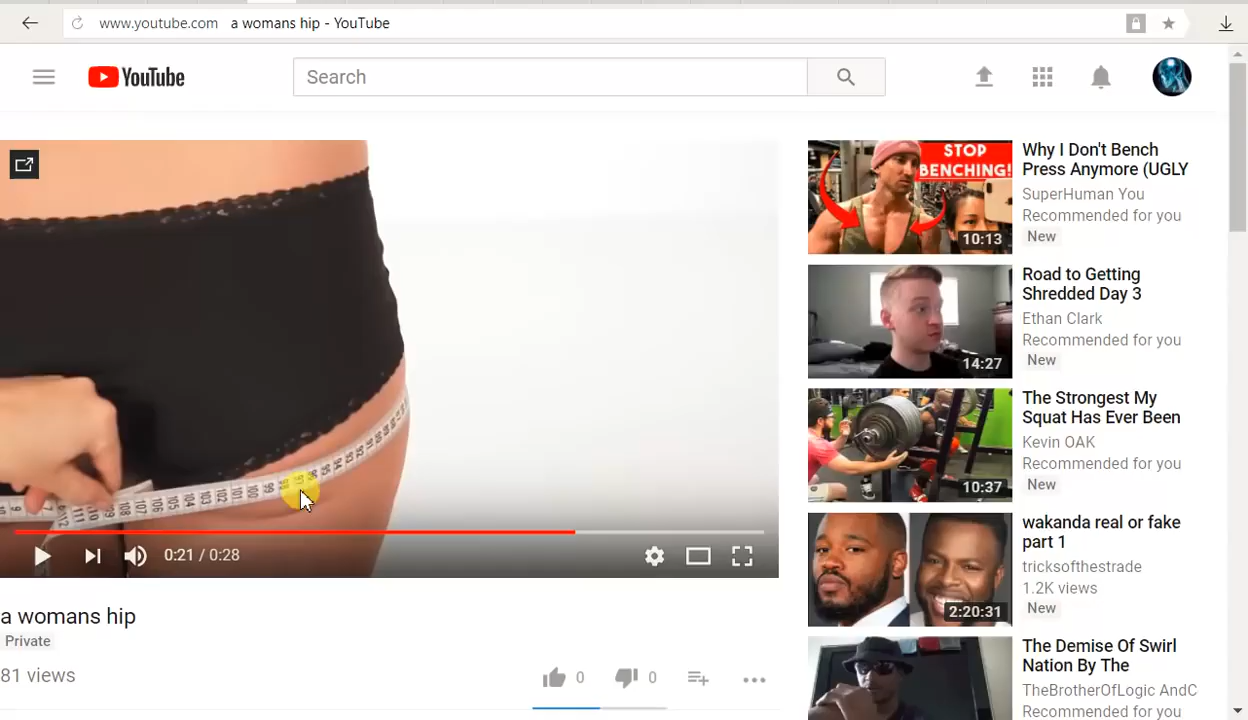 www.youtube.com a womans hip - YouTube
YouTube
Search
STOP
BENCHING!
10:13
Why I Don't Bench
Press Anymore (UGLY
SuperHuman You
Recommended for you
New
14:27
Road to Getting
Shredded Day 3
Ethan Clark
Recommended for you
New
10:37
The Strongest My
Squat Has Ever Been
Kevin OAK
Recommended for you
New
0:21 / 0:28
2:20:31
wakanda real or fake
part 1
tricksofthestrade
1.2K views
New
a womans hip
Private
81 views
0
0
The Demise Of Swirl
Nation By The
TheBrotherOfLogic AndC
Recommended for you